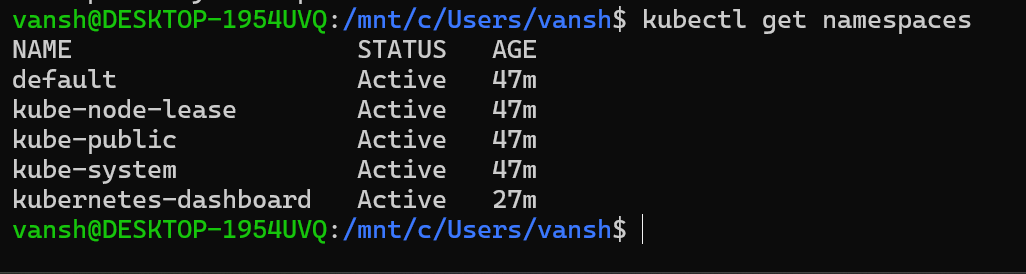 vansh@DESKTOP-1954UVQ:/mnt/c/Users/vansh$ kubectl get namespaces
NAME                   STATUS   AGE
default                Active   47m
kube-node-lease        Active   47m
kube-public            Active   47m
kube-system            Active   47m
kubernetes-dashboard   Active   27m
vansh@DESKTOP-1954UVQ:/mnt/c/Users/vansh$